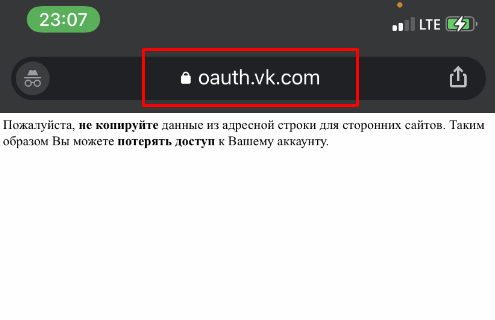 23:07
LTE
oauth.vk.com
Пожалуйста, не копируйте данные из адресной строки для сторонних сайтов. Таким
образом Вы можете потерять доступ к Вашему аккаунту.